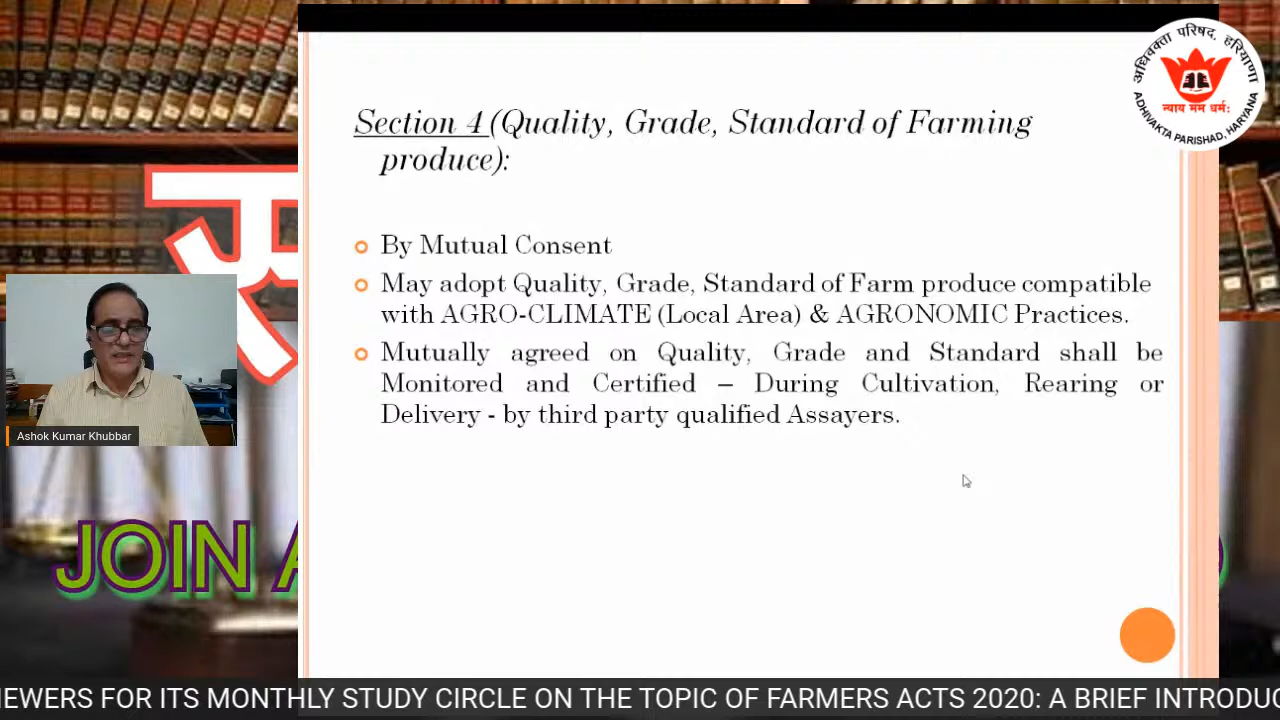 अधिवक्ता परिषद, हरियाणा
न्याय मम धर्म:
ADHIVAKTA PARISHAD, HARYANA
Section 4 (Quality, Grade, Standard of Farming
produce):
By Mutual Consent
May adopt Quality, Grade, Standard of Farm produce compatible
with AGRO-CLIMATE (Local Area) & AGRONOMIC Practices.
Mutually agreed on Quality, Grade and Standard shall be
Monitored and Certified – During Cultivation, Rearing or
Delivery - by third party qualified Assayers.
Ashok Kumar Khubbar
JOIN
IEWERS FOR ITS MONTHLY STUDY CIRCLE ON THE TOPIC OF FARMERS ACTS 2020: A BRIEF INTRODUC